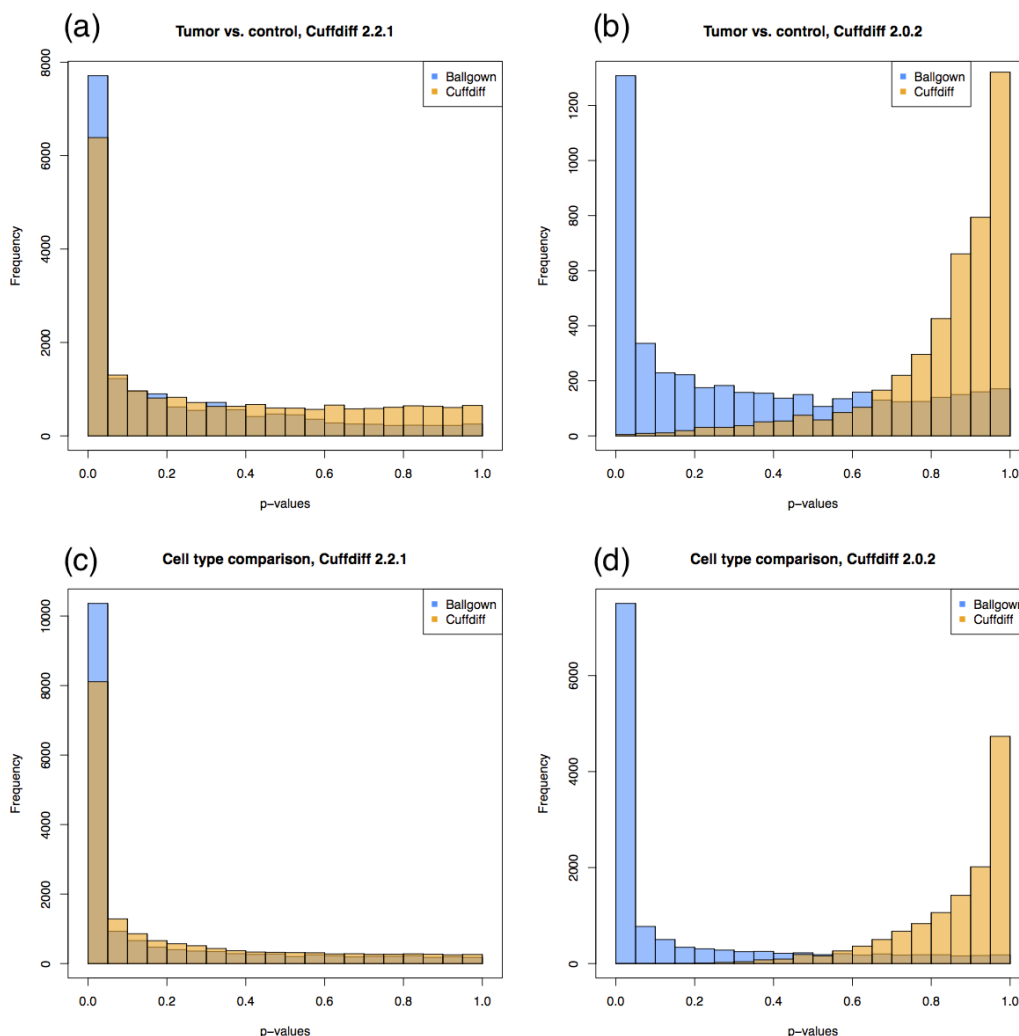 (a)
Tumor vs. control, Cuffdiff 2.2.1
Ballgown
Cuffdiff
Frequency
0
2000
4000
6000
8000
0.0 0.2 0.4 0.6 0.8 1.0
p−values
(b)
Tumor vs. control, Cuffdiff 2.0.2
Ballgown
Cuffdiff
Frequency
0
200
400
600
800
1000
1200
0.0 0.2 0.4 0.6 0.8 1.0
p−values
(c)
Cell type comparison, Cuffdiff 2.2.1
Ballgown
Cuffdiff
Frequency
0
2000
4000
6000
8000
10000
0.0 0.2 0.4 0.6 0.8 1.0
p−values
(d)
Cell type comparison, Cuffdiff 2.0.2
Ballgown
Cuffdiff
Frequency
0
2000
4000
6000
0.0 0.2 0.4 0.6 0.8 1.0
p−values